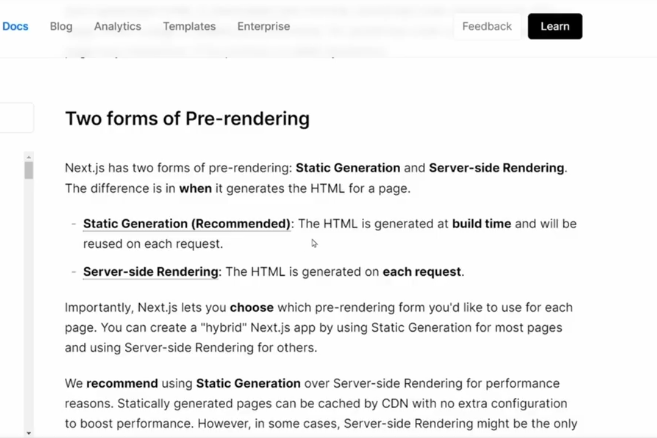 Docs Blog Analytics Templates Enterprise Feedback Learn
Two forms of Pre-rendering
Next.js has two forms of pre-rendering: Static Generation and Server-side Rendering.
The difference is in when it generates the HTML for a page.
- Static Generation (Recommended): The HTML is generated at build time and will be
reused on each request.
- Server-side Rendering: The HTML is generated on each request.
Importantly, Next.js lets you choose which pre-rendering form you'd like to use for each
page. You can create a "hybrid" Next.js app by using Static Generation for most pages
and using Server-side Rendering for others.
We recommend using Static Generation over Server-side Rendering for performance
reasons. Statically generated pages can be cached by CDN with no extra configuration
to boost performance. However, in some cases, Server-side Rendering might be the only